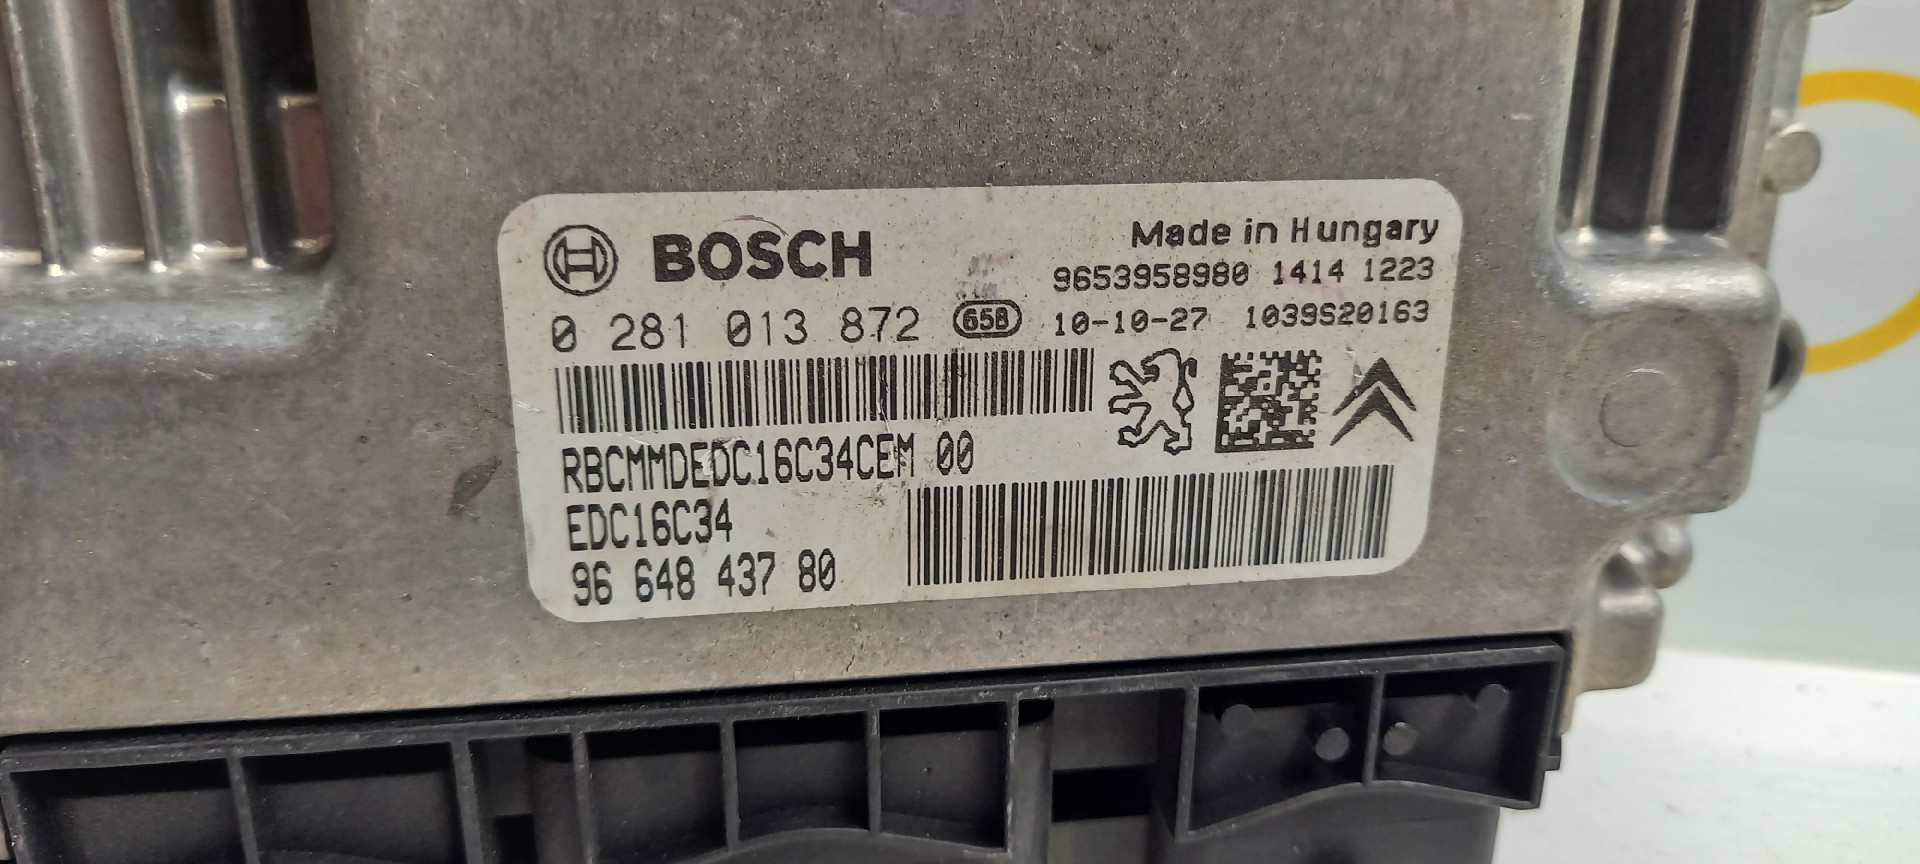 BOSCH
Made in Hungary
9653958980 1414 1223
0 281 013 872 65B 10-10-27 1039S20163
RBCMMDEDC16C34CEM 00
EDC16C34
96 648 437 80